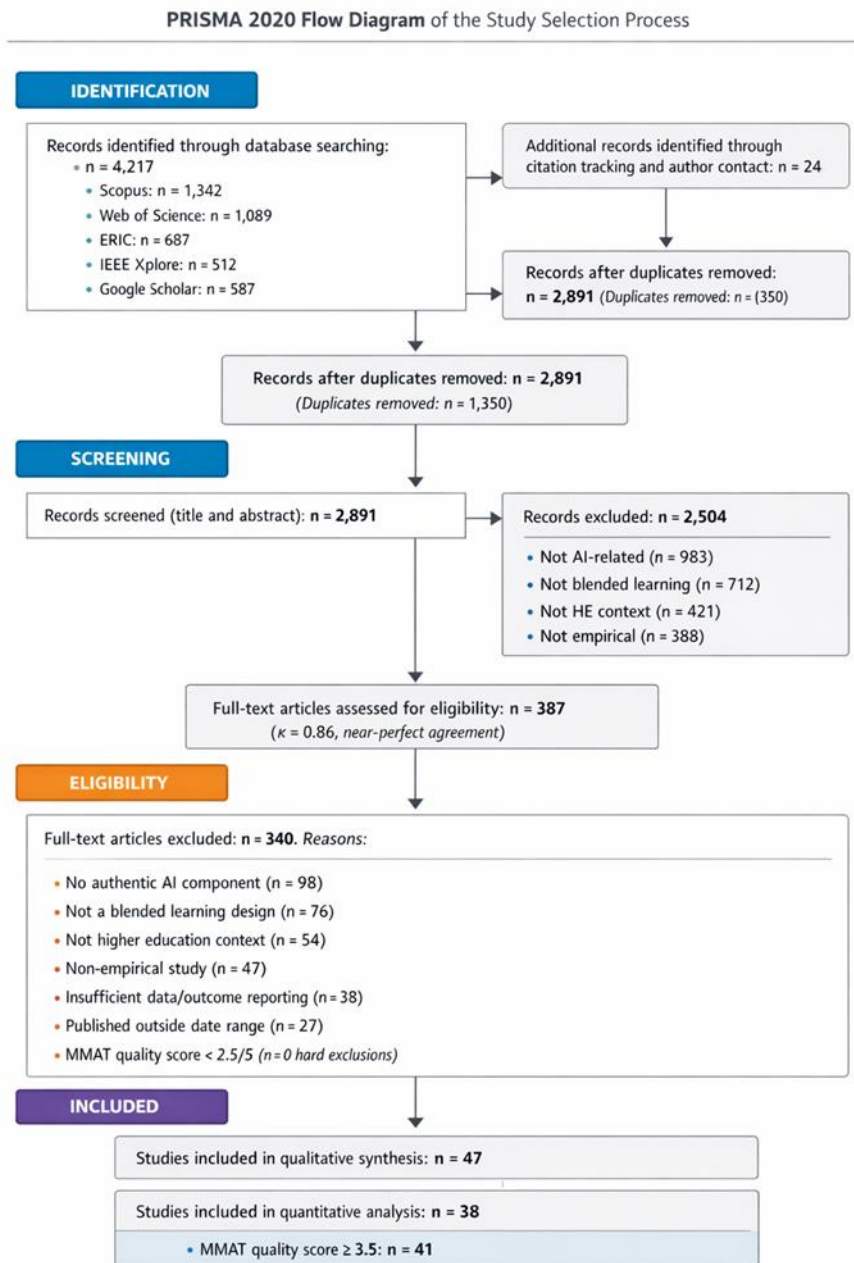 PRISMA 2020 Flow Diagram of the Study Selection Process
IDENTIFICATION
Records identified through database searching:
• n = 4,217
• Scopus: n = 1,342
• Web of Science: n = 1,089
• ERIC: n = 687
• IEEE Xplore: n = 512
• Google Scholar: n = 587
Additional records identified through
citation tracking and author contact: n = 24
Records after duplicates removed:
n = 2,891 (Duplicates removed: n = (350)
Records after duplicates removed: n = 2,891
(Duplicates removed: n = 1,350)
SCREENING
Records screened (title and abstract): n = 2,891
Records excluded: n = 2,504
• Not AI-related (n = 983)
• Not blended learning (n = 712)
• Not HE context (n = 421)
• Not empirical (n = 388)
Full-text articles assessed for eligibility: n = 387
(κ = 0.86, near-perfect agreement)
ELIGIBILITY
Full-text articles excluded: n = 340. Reasons:
• No authentic AI component (n = 98)
• Not a blended learning design (n = 76)
• Not higher education context (n = 54)
• Non-empirical study (n = 47)
• Insufficient data/outcome reporting (n = 38)
• Published outside date range (n = 27)
• MMAT quality score < 2.5/5 (n = 0 hard exclusions)
INCLUDED
Studies included in qualitative synthesis: n = 47
Studies included in quantitative analysis: n = 38
• MMAT quality score ≥ 3.5: n = 41